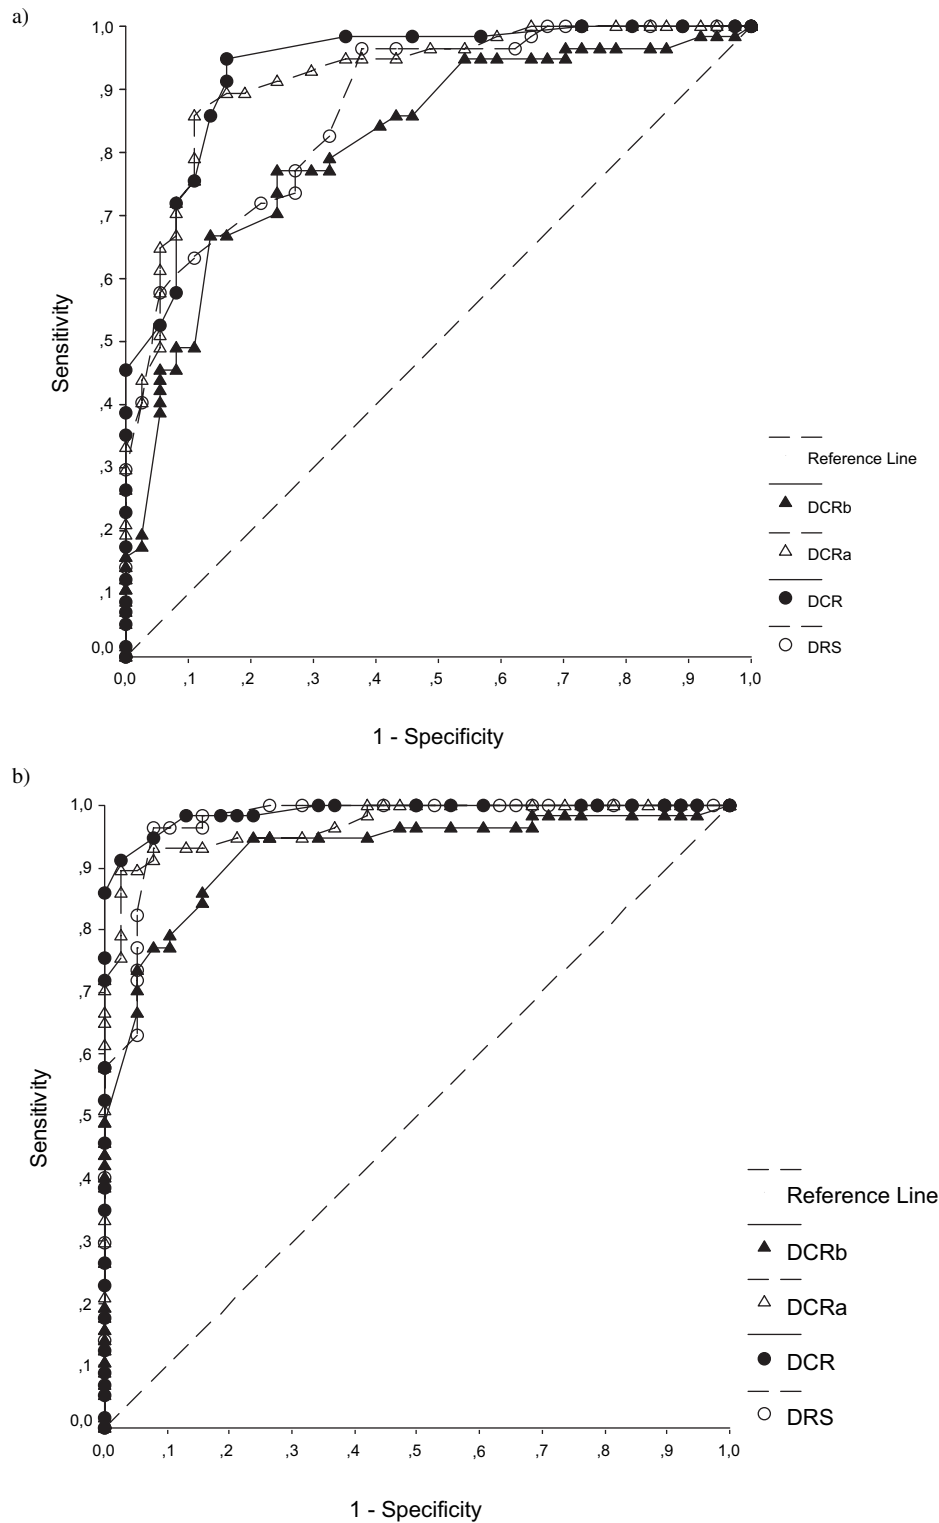 a)
1,0
,9
,8
,7
,6
,5
,4
,3
,2
,1
0,0
Sensitivity
0,0 ,1 ,2 ,3 ,4 ,5 ,6 ,7 ,8 ,9 1,0
1 - Specificity
Reference Line
DCRb
DCRa
DCR
DRS
b)
1,0
,9
,8
,7
,6
,5
,4
,3
,2
,1
0,0
Sensitivity
0,0 ,1 ,2 ,3 ,4 ,5 ,6 ,7 ,8 ,9 1,0
1 - Specificity
Reference Line
DCRb
DCRa
DCR
DRS